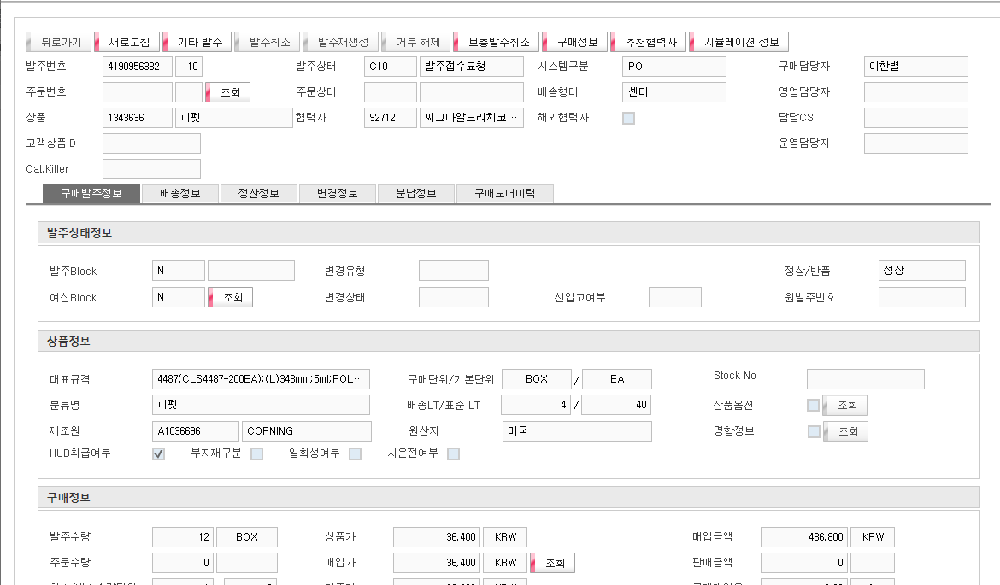 뒤로가기 새로고침 기타 발주 발주취소 발주재생성 거부 해제 보충발주취소 구매정보 추천협력사 시뮬레이션 정보
발주번호 4190956332 10 발주상태 C10 발주접수요청 시스템구분 PO 구매담당자 이한별
주문번호 조회 주문상태 배송형태 센터 영업담당자
상품 1343636 피펫 협력사 92712 씨그마알드리치코… 해외협력사 담당CS
고객상품ID 운영담당자
Cat.Killer
구매발주정보 배송정보 정산정보 변경정보 분납정보 구매오더이력
발주상태정보
발주Block N 변경유형 정상/반품 정상
여신Block N 조회 변경상태 선입고여부 원발주번호
상품정보
대표규격 4487(CLS4487-200EA);(L)348mm;5ml;POL… 구매단위/기본단위 BOX / EA Stock No
분류명 피펫 배송LT/표준 LT 4 / 40 상품옵션 조회
제조원 A1036696 CORNING 원산지 미국 명함정보 조회
HUB취급여부 부자재구분 일회성여부 시운전여부
구매정보
발주수량 12 BOX 상품가 36,400 KRW 매입금액 436,800 KRW
주문수량 0 매입가 36,400 KRW 조회 판매금액 0